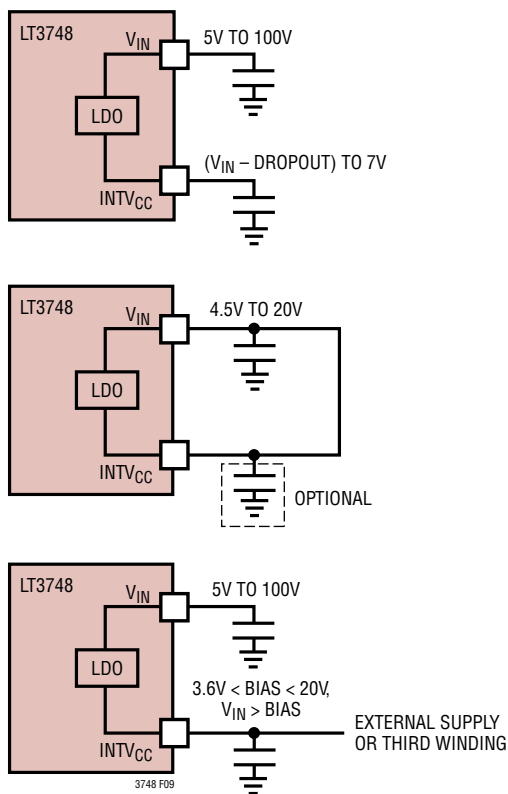 LT3748
V_IN
5V TO 100V
LDO
(V_IN – DROPOUT) TO 7V
INTV_CC
LT3748
V_IN
4.5V TO 20V
LDO
INTV_CC
OPTIONAL
LT3748
V_IN
5V TO 100V
LDO
3.6V < BIAS < 20V,
V_IN > BIAS
EXTERNAL SUPPLY
OR THIRD WINDING
INTV_CC
3748 F09